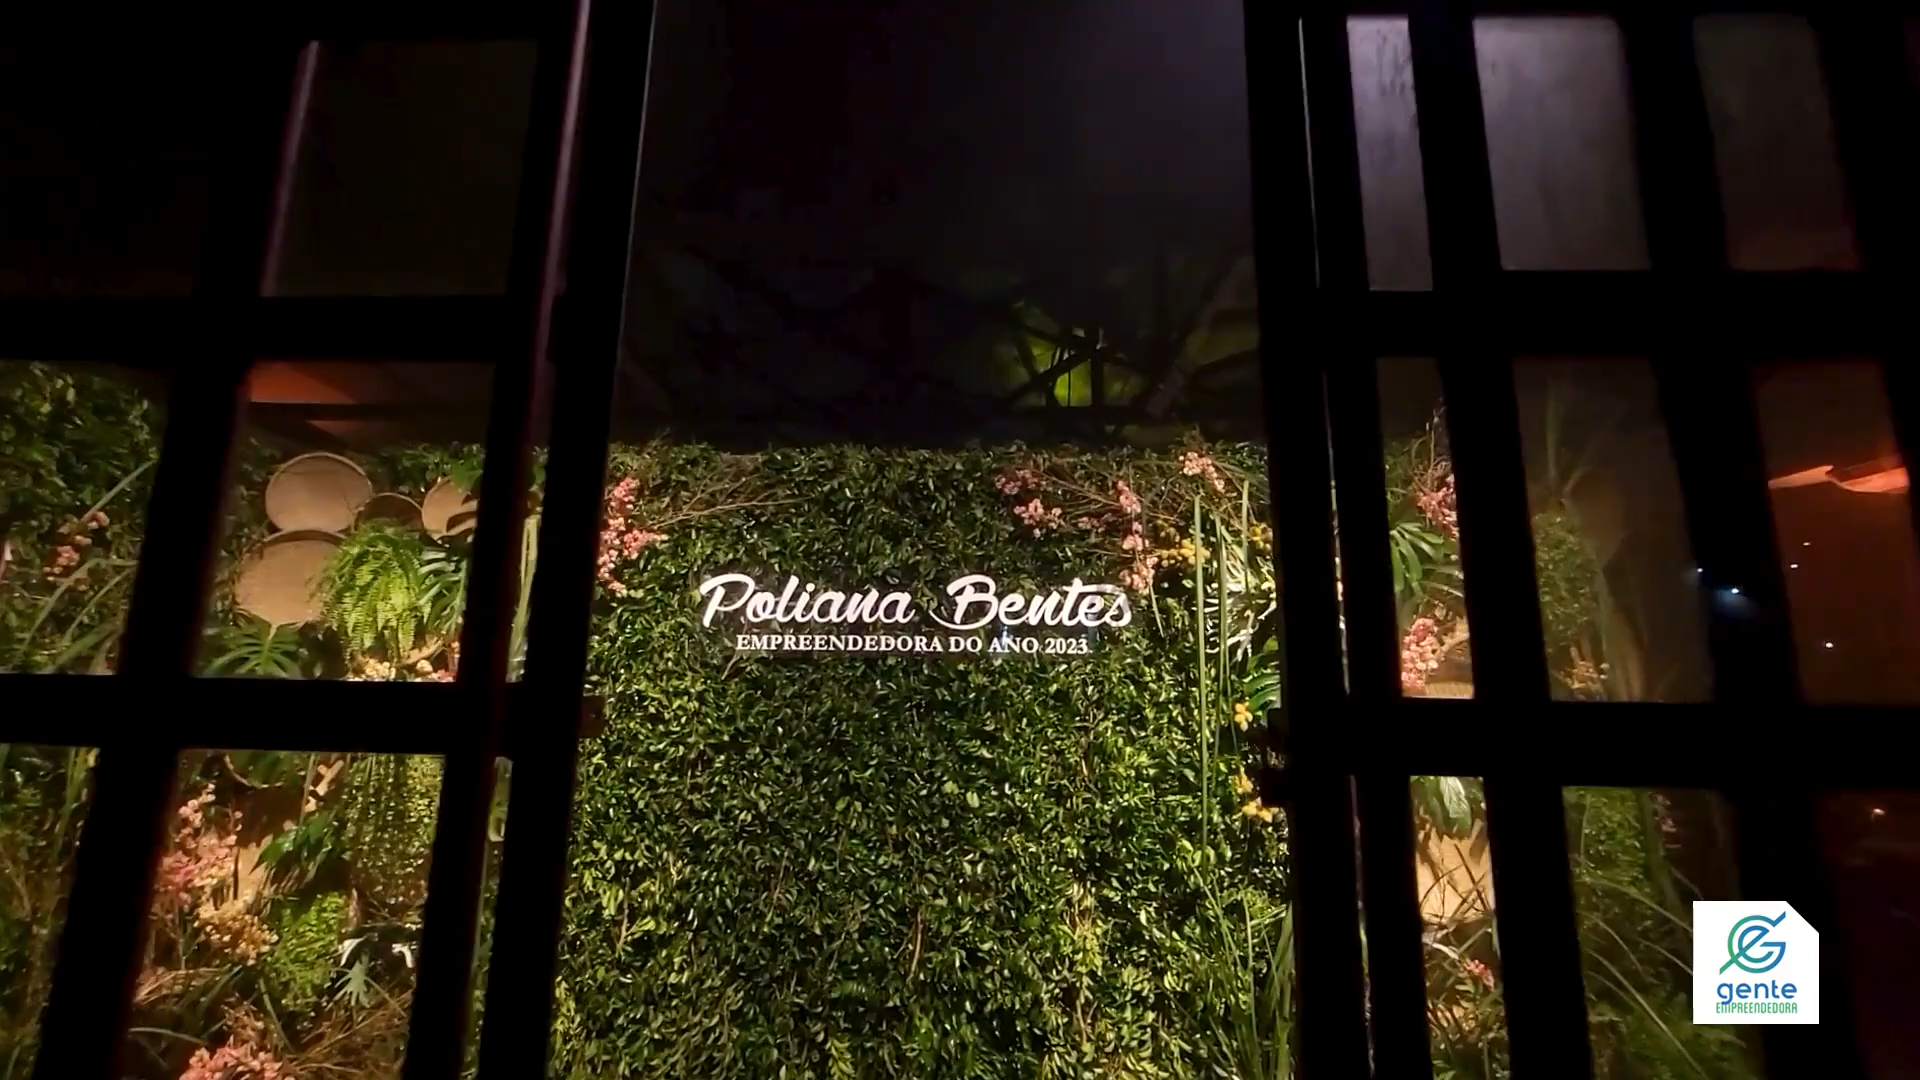 Poliana Bentes
EMPREENDEDORA DO ANO 2023
gente
EMPREENDEDORA